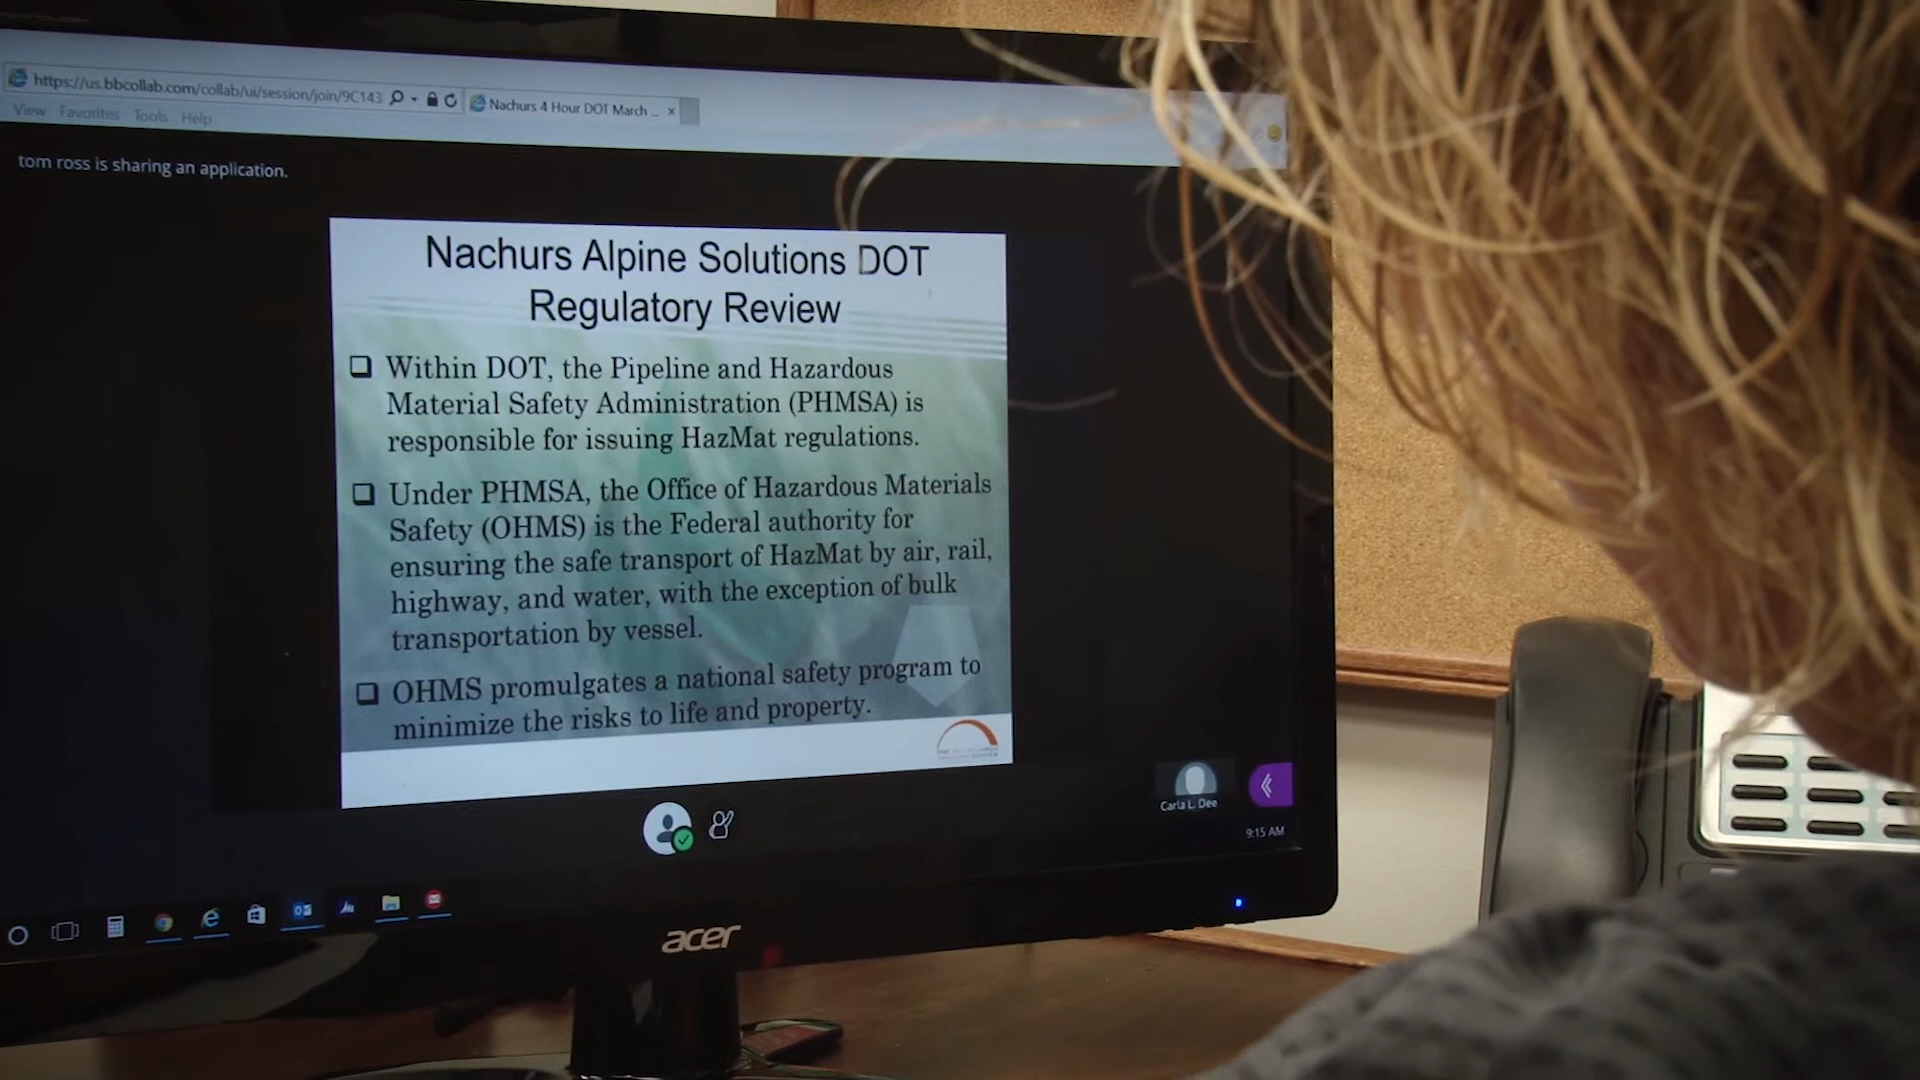 https://us.bbcollab.com/collab/ui/session/join/9C143
Nachurs 4 Hour DOT March ...
View Favorites Tools Help
tom ross is sharing an application.
Nachurs Alpine Solutions DOT
Regulatory Review
Within DOT, the Pipeline and Hazardous
Material Safety Administration (PHMSA) is
responsible for issuing HazMat regulations.
Under PHMSA, the Office of Hazardous Materials
Safety (OHMS) is the Federal authority for
ensuring the safe transport of HazMat by air, rail,
highway, and water, with the exception of bulk
transportation by vessel.
OHMS promulgates a national safety program to
minimize the risks to life and property.
Carla L. Dee
9:15 AM
acer